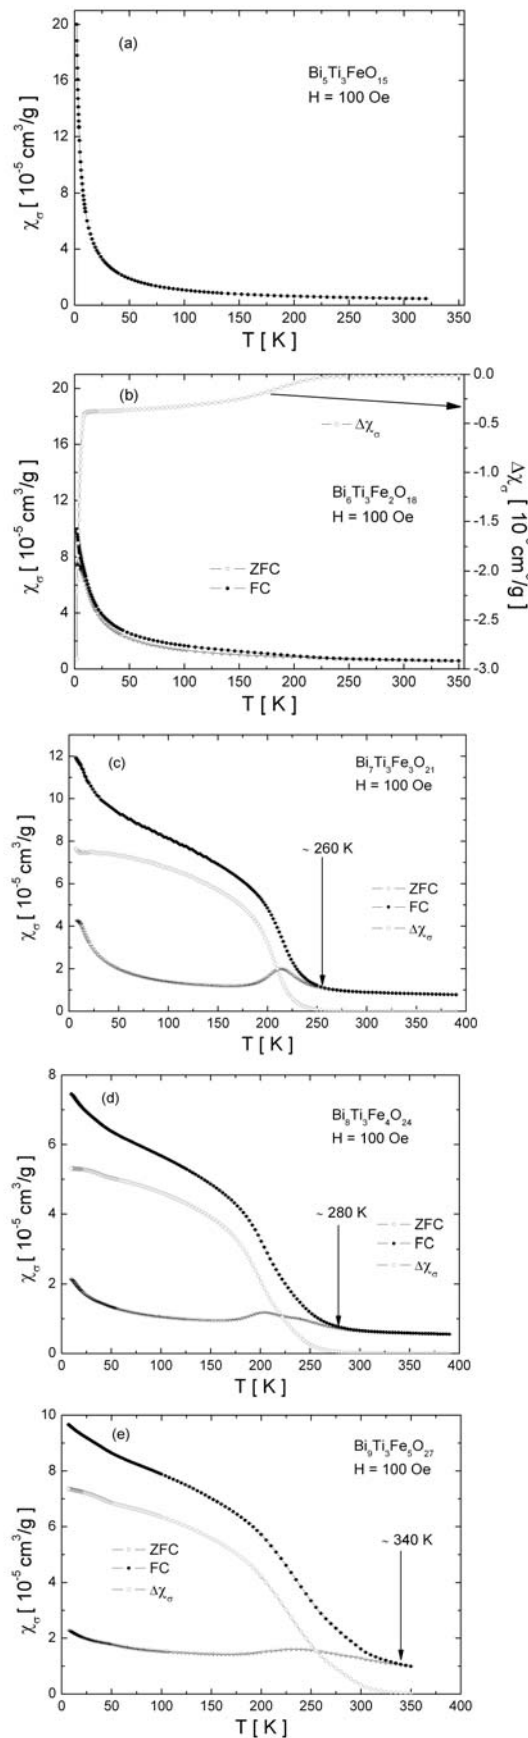 (a)
Bi₅Ti₃FeO₁₅
H = 100 Oe
χσ [ 10⁻⁵ cm³/g ]
20
16
12
8
4
0
0 50 100 150 200 250 300 350
T [ K ]
(b)
Δχσ
Bi₆Ti₃Fe₂O₁₈
H = 100 Oe
ZFC
FC
χσ [ 10⁻⁵ cm³/g ]
20
16
12
8
4
0
0.0
-0.5
-1.0
-1.5
-2.0
-2.5
-3.0
Δχσ
0 50 100 150 200 250 300 350
T [ K ]
(c)
Bi₇Ti₃Fe₃O₂₁
H = 100 Oe
~ 260 K
ZFC
FC
Δχσ
χσ [ 10⁻⁵ cm³/g ]
12
10
8
6
4
2
0
0 50 100 150 200 250 300 350 400
T [ K ]
(d)
Bi₈Ti₃Fe₄O₂₄
H = 100 Oe
~ 280 K
ZFC
FC
Δχσ
χσ [ 10⁻⁵ cm³/g ]
8
6
4
2
0
0 50 100 150 200 250 300 350 400
T [ K ]
(e)
Bi₉Ti₃Fe₅O₂₇
H = 100 Oe
~ 340 K
ZFC
FC
Δχσ
χσ [ 10⁻⁵ cm³/g ]
10
8
6
4
2
0
0 50 100 150 200 250 300 350 400
T [ K ]